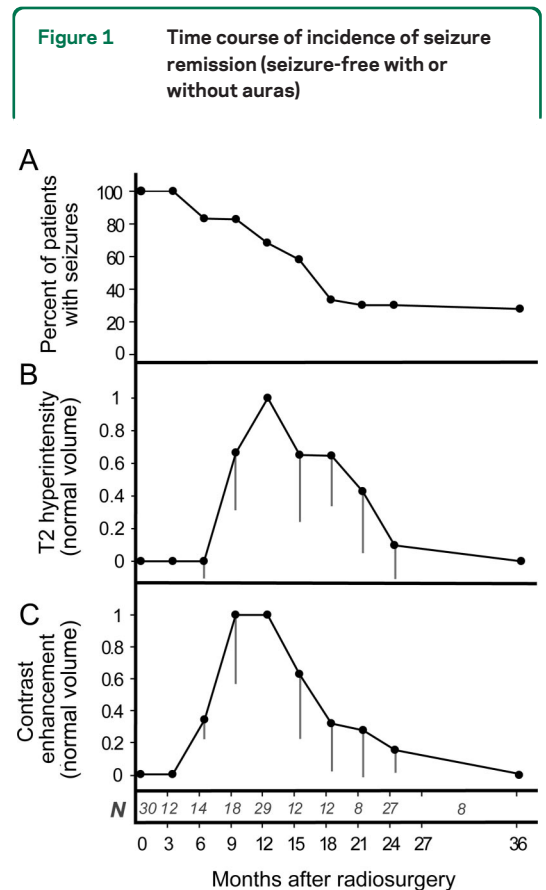 Figure 1 Time course of incidence of seizure
remission (seizure-free with or
without auras)
A
Percent of patients
with seizures
100
80
60
40
20
0
B
T2 hyperintensity
(normal volume)
1
0.8
0.6
0.4
0.2
0
C
Contrast
enhancement
(normal volume)
1
0.8
0.6
0.4
0.2
0
N 30 12 14 18 29 12 12 8 27 8
0 3 6 9 12 15 18 21 24 27 36
Months after radiosurgery